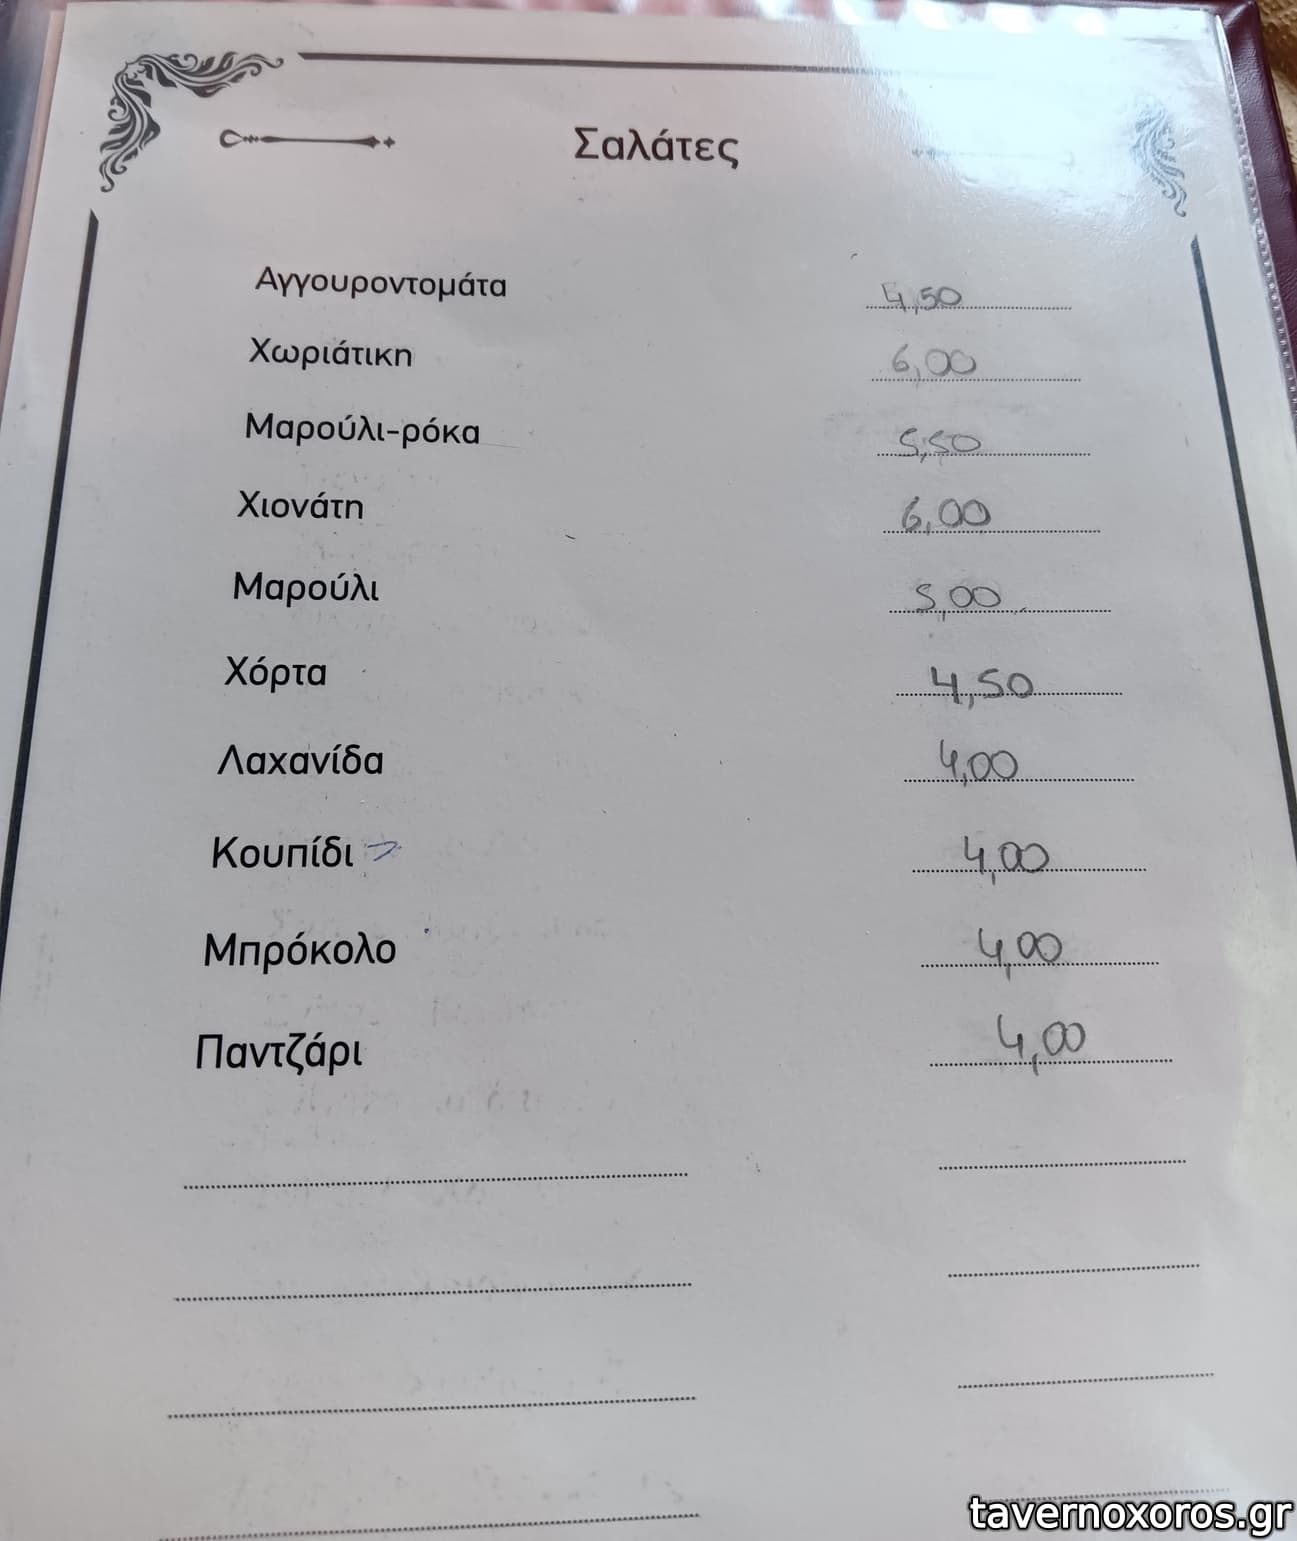 Σαλάτες
Αγγουροντομάτα 4,50
Χωριάτικη 6,00
Μαρούλι-ρόκα 5,50
Χιονάτη 6,00
Μαρούλι 5,00
Χόρτα 4,50
Λαχανίδα 4,00
Κουπίδι 4,00
Μπρόκολο 4,00
Παντζάρι 4,00
tavernoxoros.gr